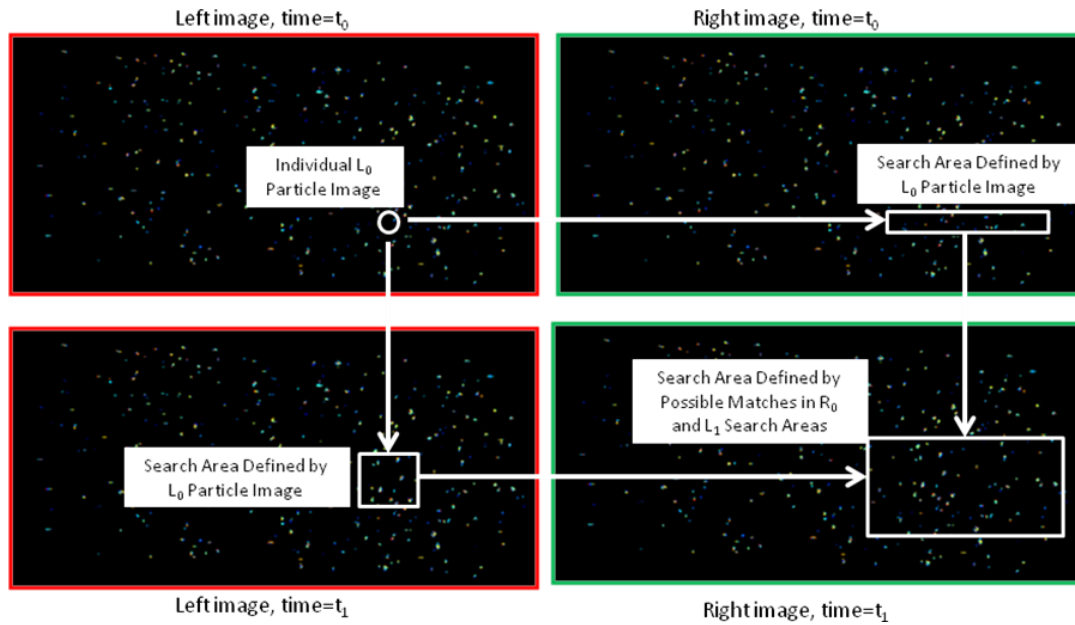 Left image, time=t₀
Right image, time=t₀
Individual L₀
Particle Image
Search Area Defined by
L₀ Particle Image
Search Area Defined by
L₀ Particle Image
Search Area Defined by
Possible Matches in R₀
and L₁ Search Areas
Left image, time=t₁
Right image, time=t₁